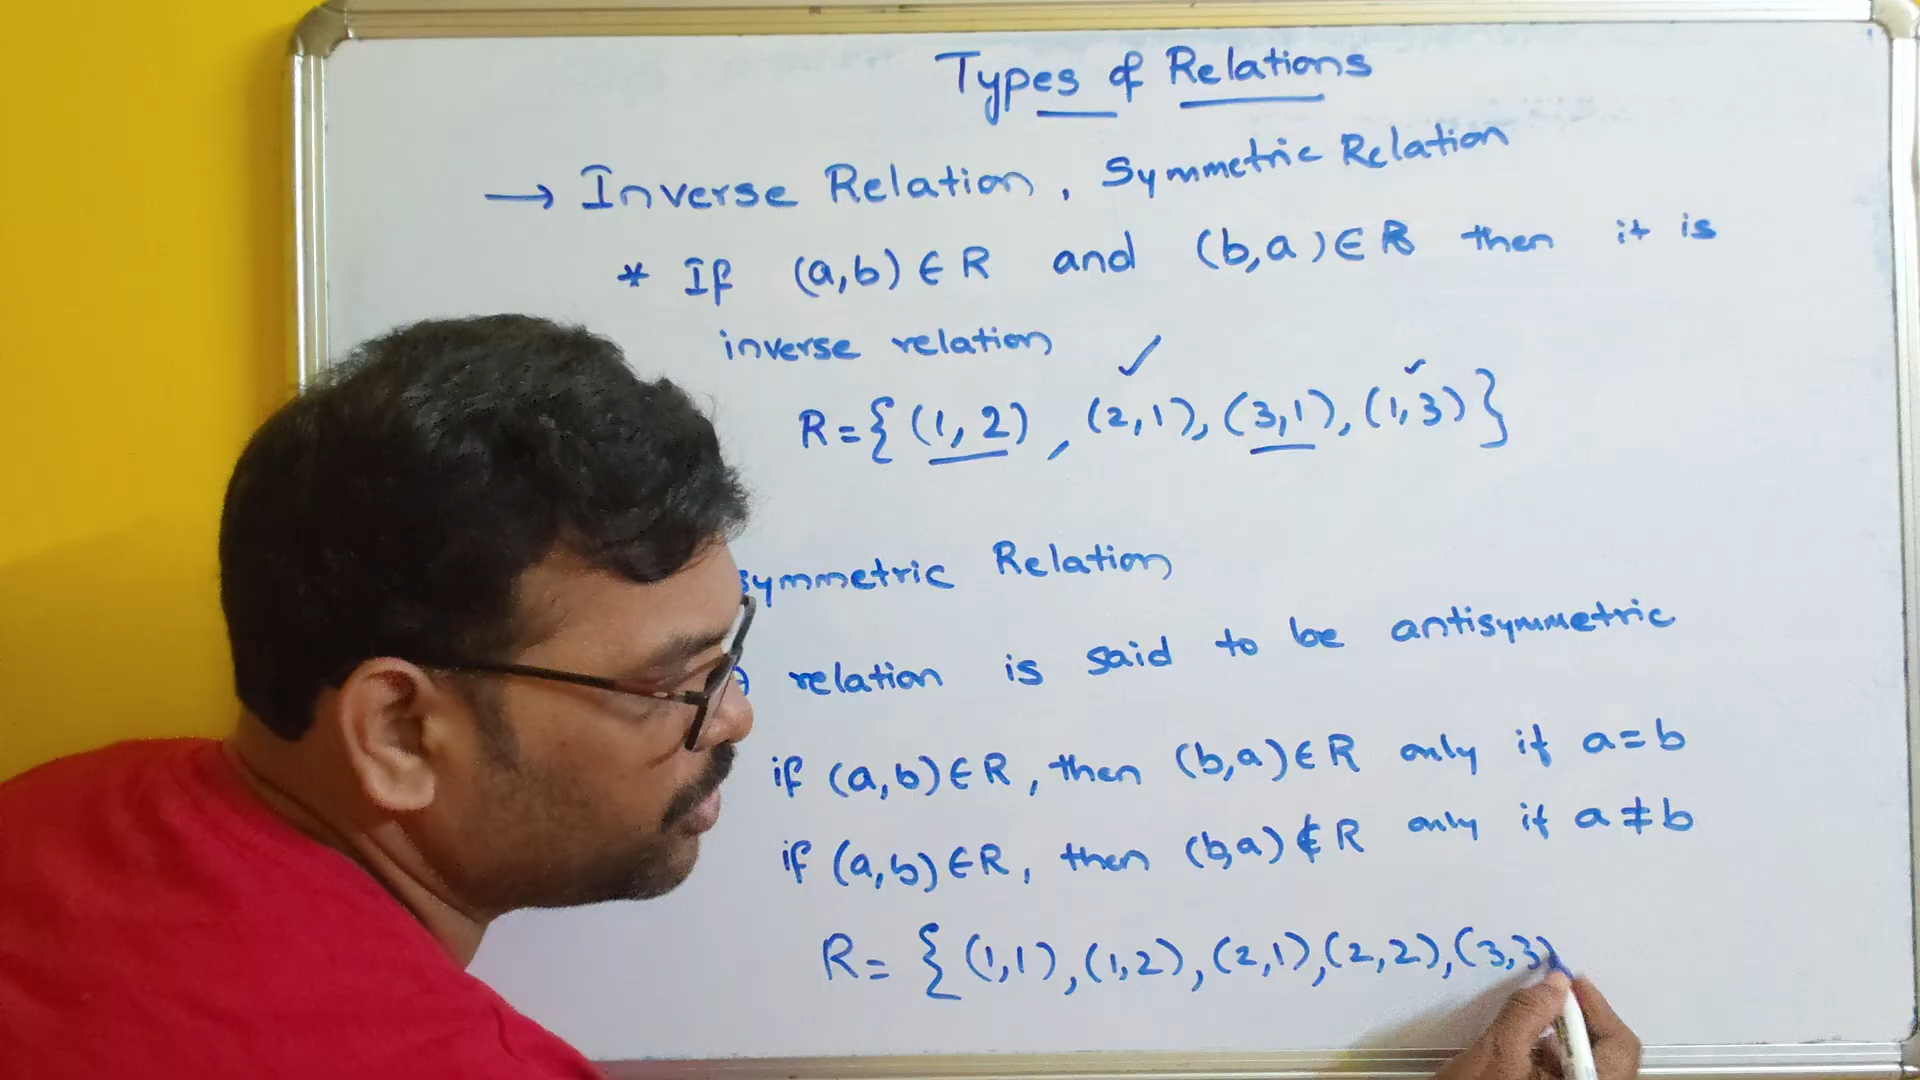 Types of Relations
→ Inverse Relation, Symmetric Relation
* If (a,b) ∈ R and (b,a) ∈ R then it is
inverse relation ✓ ✓
R = { (1,2), (2,1), (3,1), (1,3) }
symmetric Relation
relation is said to be antisymmetric
if (a,b) ∈ R, then (b,a) ∈ R only if a = b
if (a,b) ∈ R, then (b,a) ∉ R only if a ≠ b
R = { (1,1), (1,2), (2,1), (2,2), (3,3)